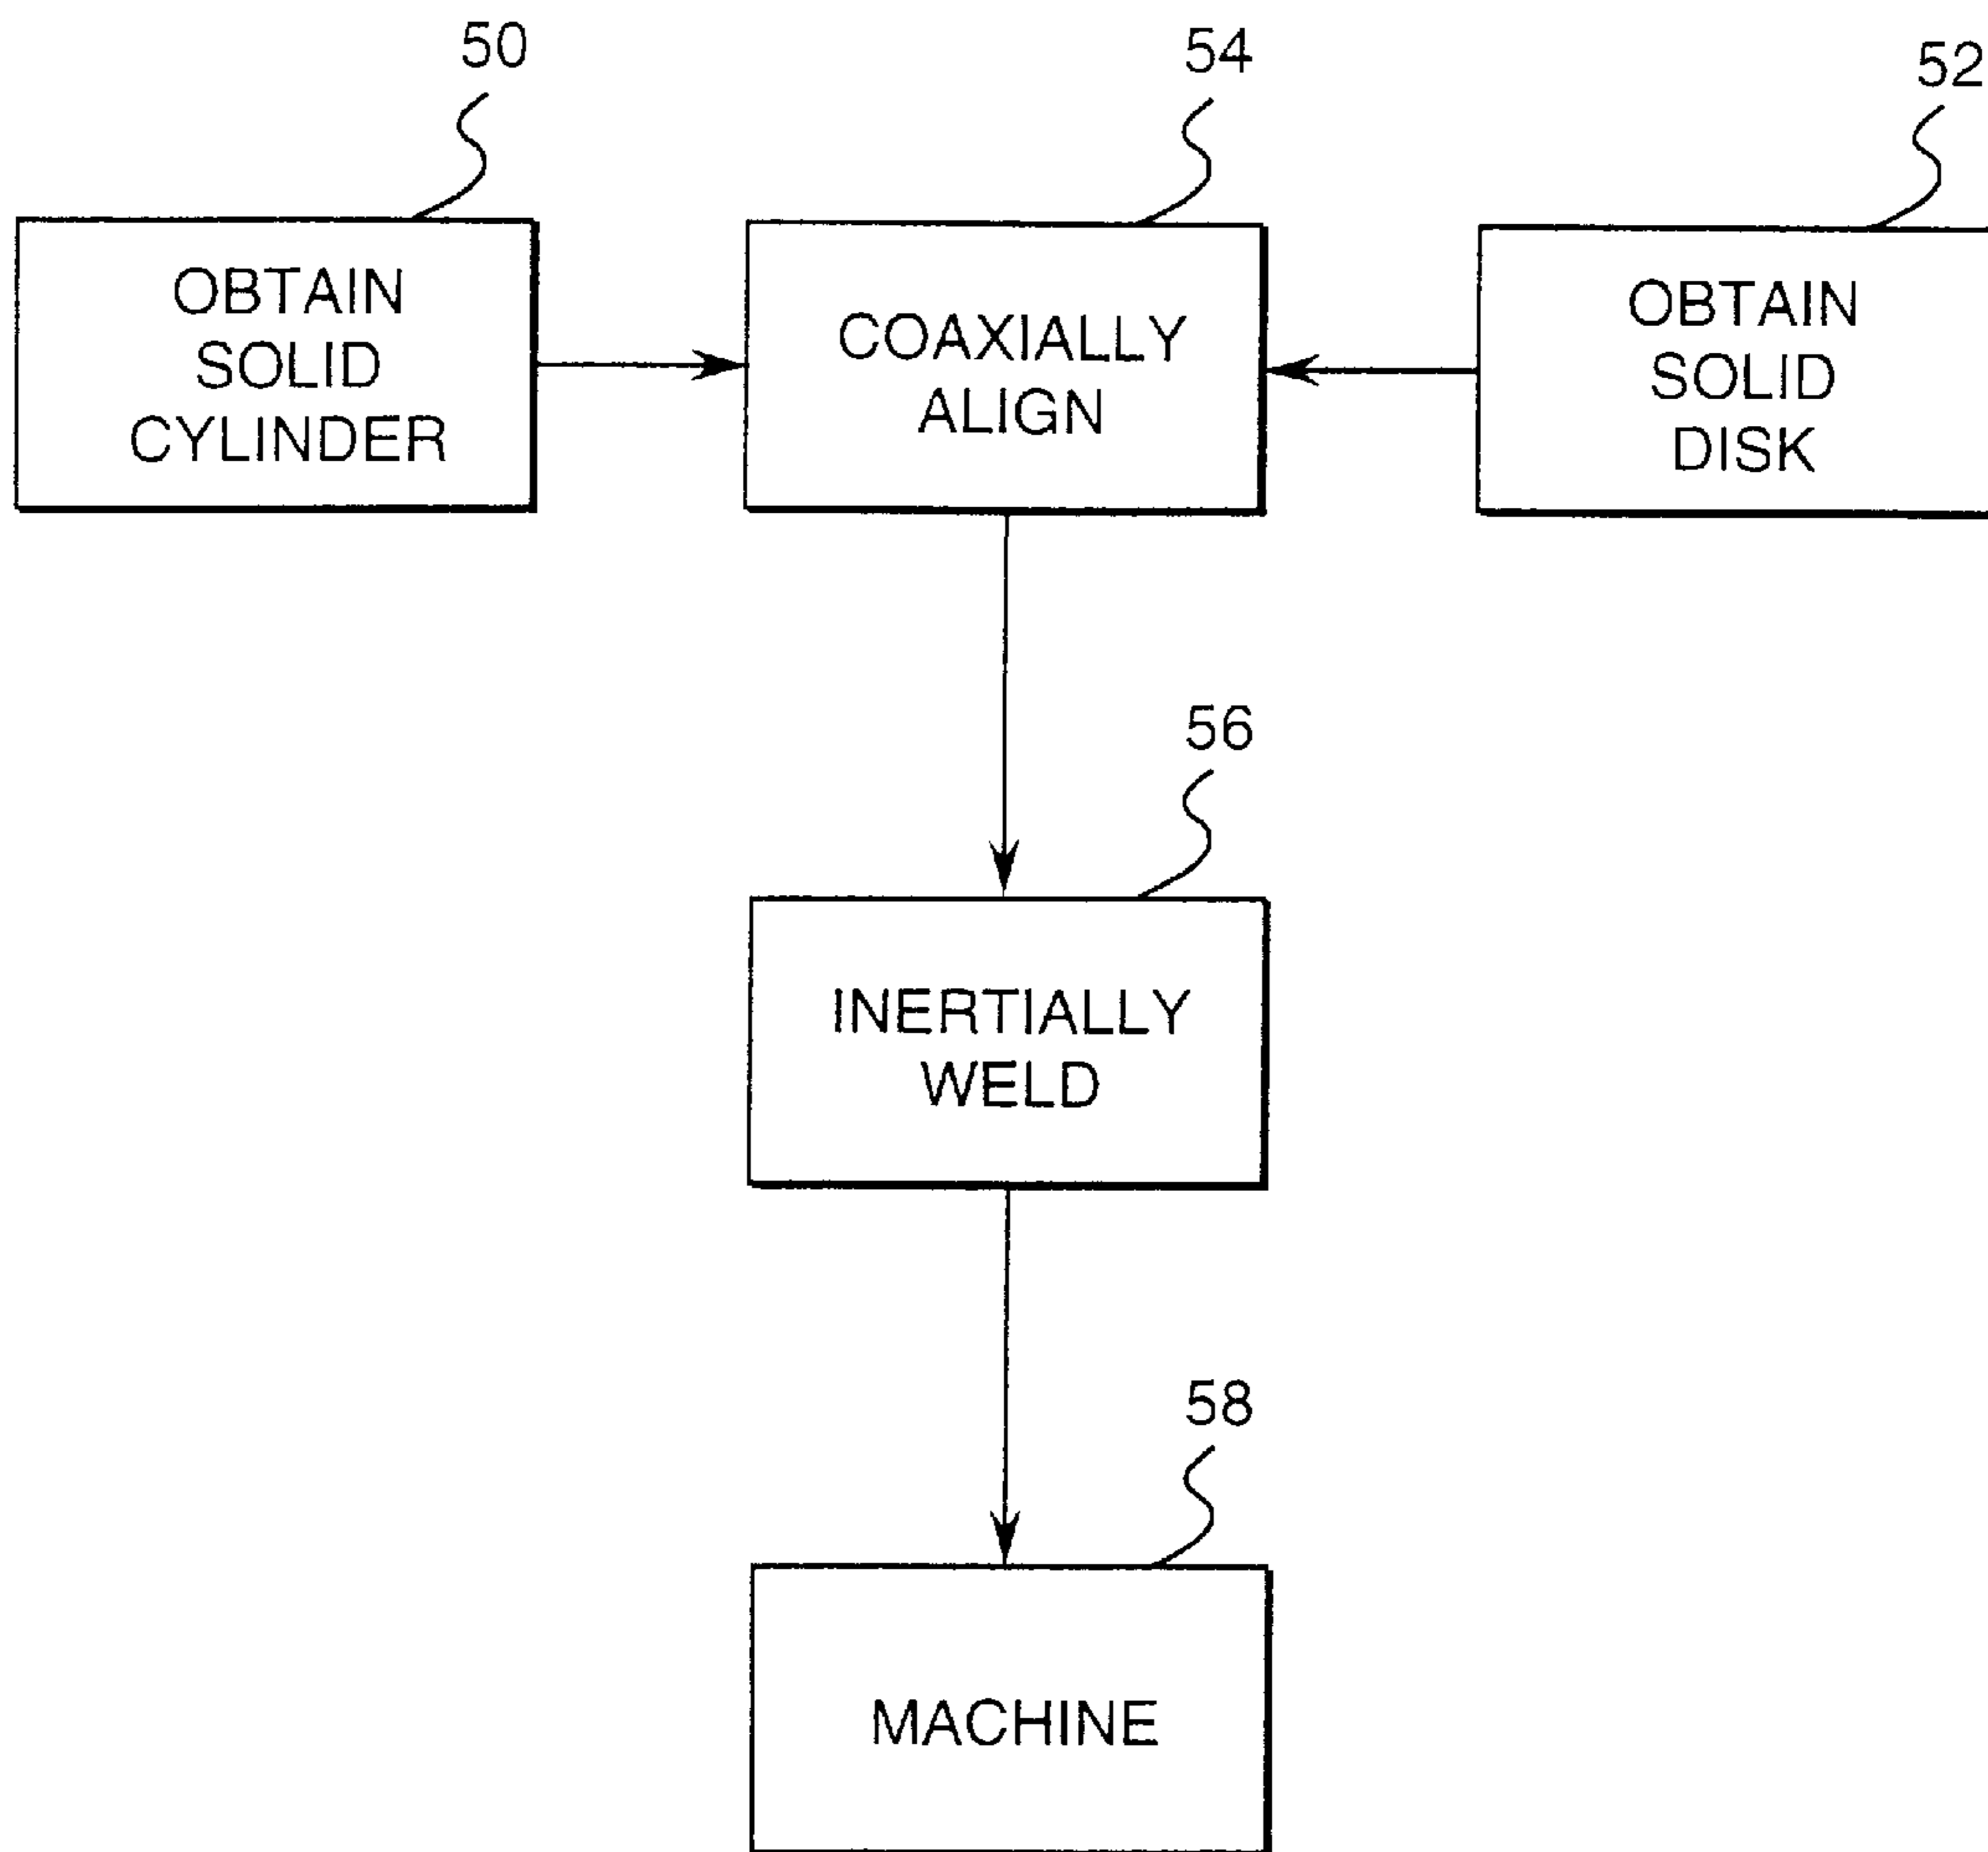 50
54
52
OBTAIN
SOLID
CYLINDER
COAXIALLY
ALIGN
OBTAIN
SOLID
DISK
56
INERTIALLY
WELD
58
MACHINE